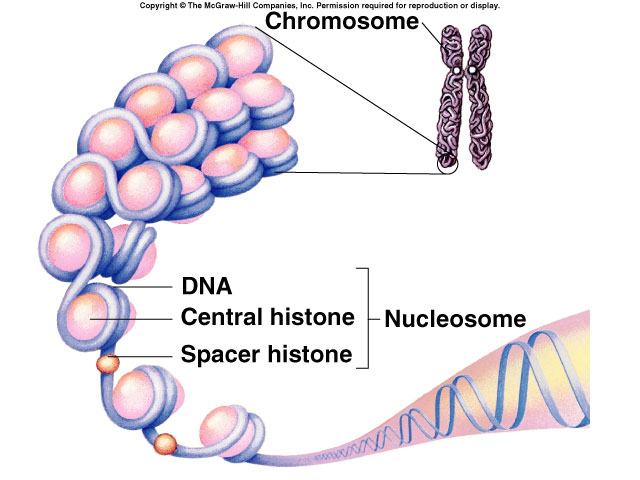 Copyright © The McGraw-Hill Companies, Inc. Permission required for reproduction or display.
Chromosome
DNA
Central histone
Nucleosome
Spacer histone